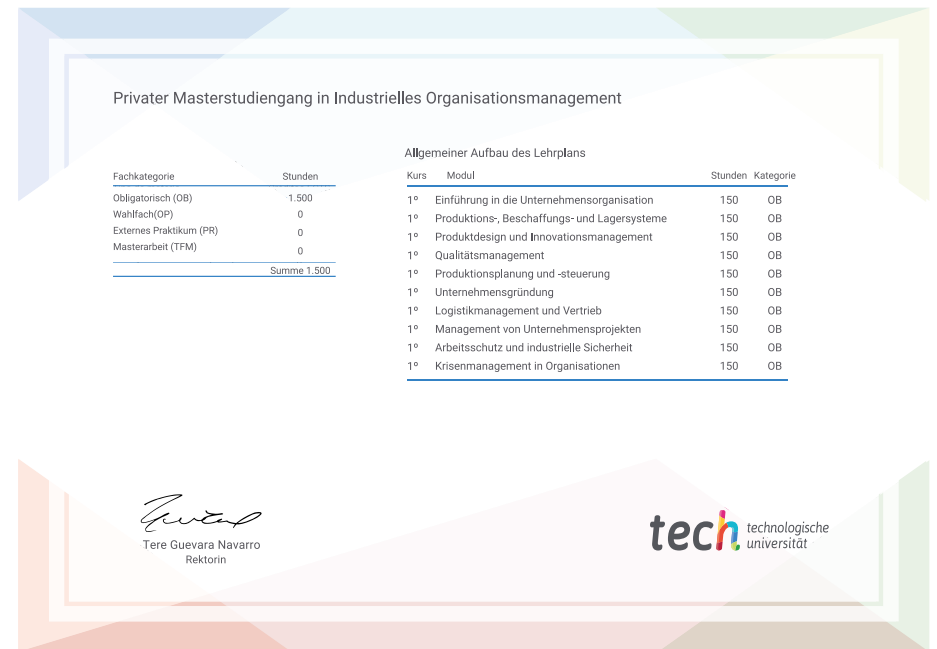 Privater Masterstudiengang in Industrielles Organisationsmanagement
Fachkategorie Stunden
Obligatorisch (OB) 1.500
Wahlfach(OP) 0
Externes Praktikum (PR) 0
Masterarbeit (TFM) 0
Summe 1.500
Allgemeiner Aufbau des Lehrplans
Kurs Modul Stunden Kategorie
1º Einführung in die Unternehmensorganisation 150 OB
1º Produktions-, Beschaffungs- und Lagersysteme 150 OB
1º Produktdesign und Innovationsmanagement 150 OB
1º Qualitätsmanagement 150 OB
1º Produktionsplanung und -steuerung 150 OB
1º Unternehmensgründung 150 OB
1º Logistikmanagement und Vertrieb 150 OB
1º Management von Unternehmensprojekten 150 OB
1º Arbeitsschutz und industrielle Sicherheit 150 OB
1º Krisenmanagement in Organisationen 150 OB
Tere Guevara Navarro
Rektorin
tech technologische
universität